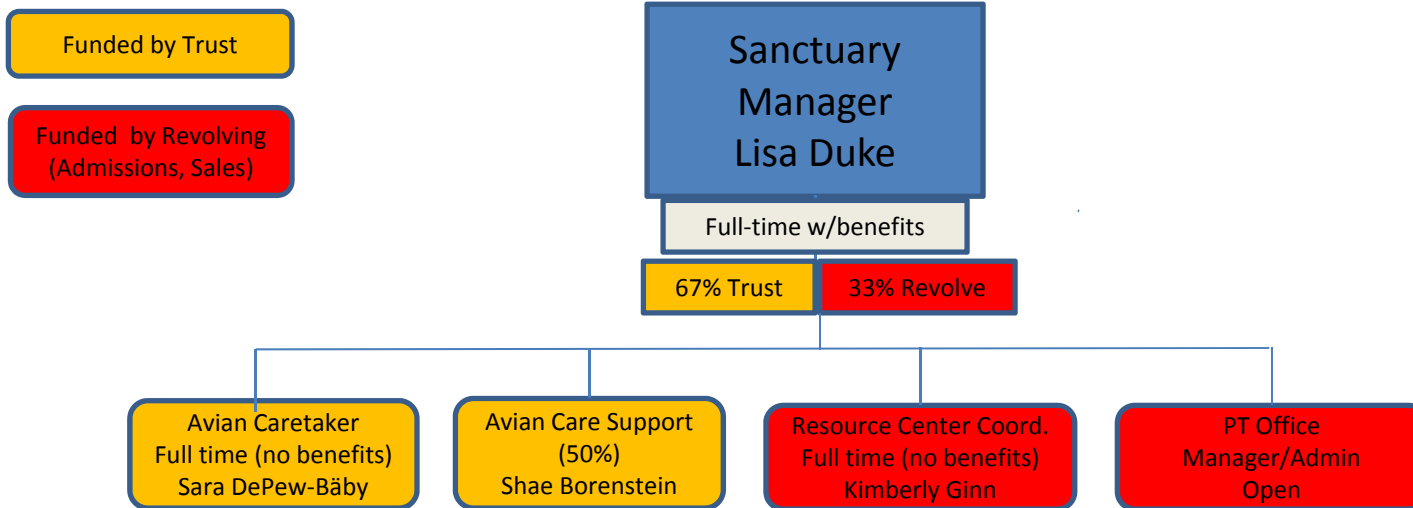 Funded by Trust
Funded by Revolving
(Admissions, Sales)
Sanctuary
Manager
Lisa Duke
Full-time w/benefits
67% Trust
33% Revolve
Avian Caretaker
Full time (no benefits)
Sara DePew-Bäby
Avian Care Support
(50%)
Shae Borenstein
Resource Center Coord.
Full time (no benefits)
Kimberly Ginn
PT Office
Manager/Admin
Open